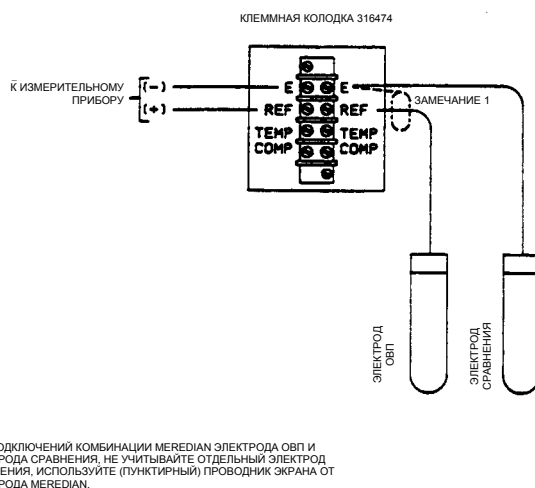 КЛЕММНАЯ КОЛОДКА 316474
К ИЗМЕРИТЕЛЬНОМУ
ПРИБОРУ
(-)
(+)
E E
REF REF
TEMP TEMP
COMP COMP
ЗАМЕЧАНИЕ 1
ЭЛЕКТРОД
ОВП
ЭЛЕКТРОД
СРАВНЕНИЯ
ОДКЛЮЧЕНИЙ КОМБИНАЦИИ MEREDIAN ЭЛЕКТРОДА ОВП И
РОДА СРАВНЕНИЯ, НЕ УЧИТЫВАЙТЕ ОТДЕЛЬНЫЙ ЭЛЕКТРОД
ЕНИЯ, ИСПОЛЬЗУЙТЕ (ПУНКТИРНЫЙ) ПРОВОДНИК ЭКРАНА ОТ
РОДА MEREDIAN.